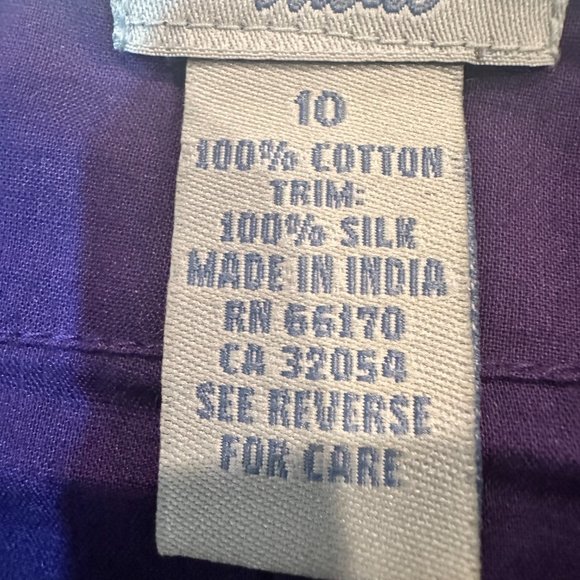 10
100% COTTON
TRIM:
100% SILK
MADE IN INDIA
RN 66170
CA 32054
SEE REVERSE
FOR CARE